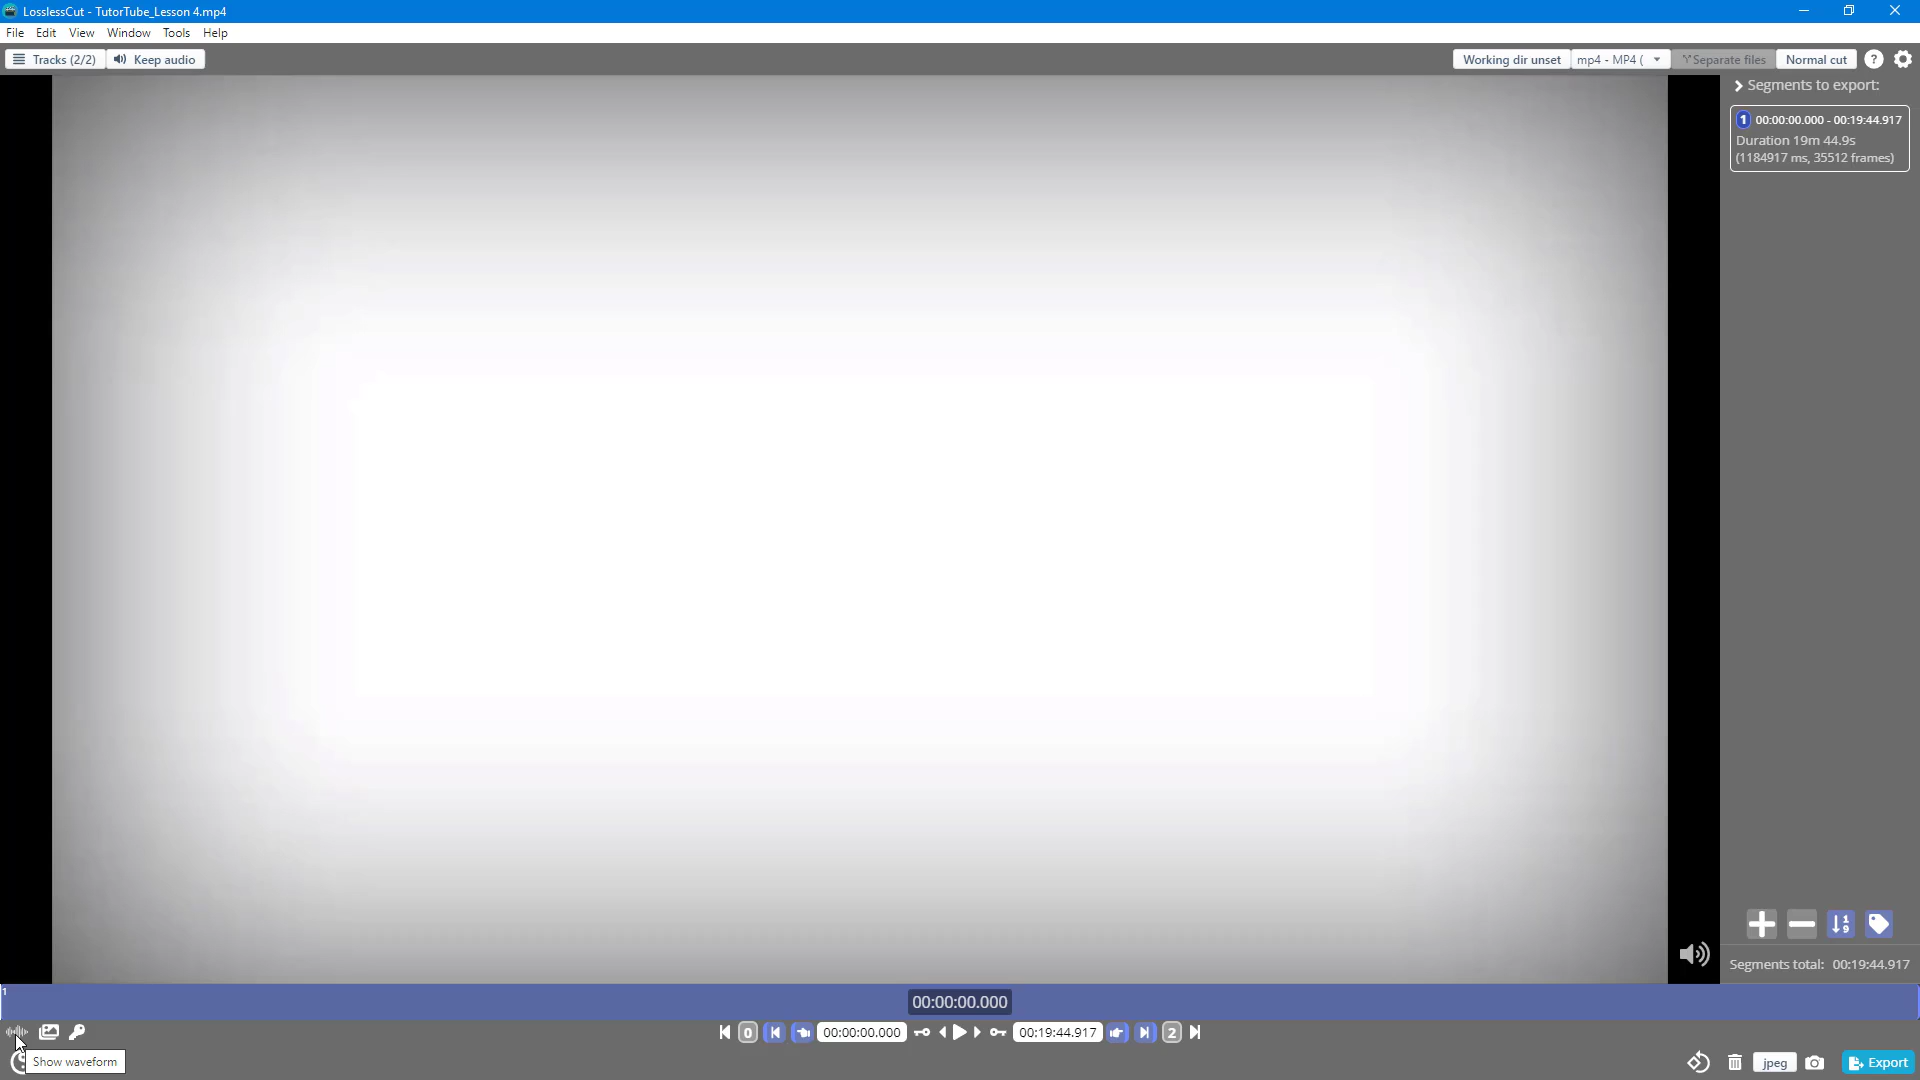 LosslessCut - TutorTube_Lesson 4.mp4
File Edit View Window Tools Help
Tracks (2/2) Keep audio Working dir unset mp4 - MP4 ( Separate files Normal cut ?
Segments to export:
1 00:00:00.000 - 00:19:44.917
Duration 19m 44.9s
(1184917 ms, 35512 frames)
Segments total: 00:19:44.917
1
00:00:00.000
0 00:00:00.000 00:19:44.917 2
Show waveform
jpeg Export